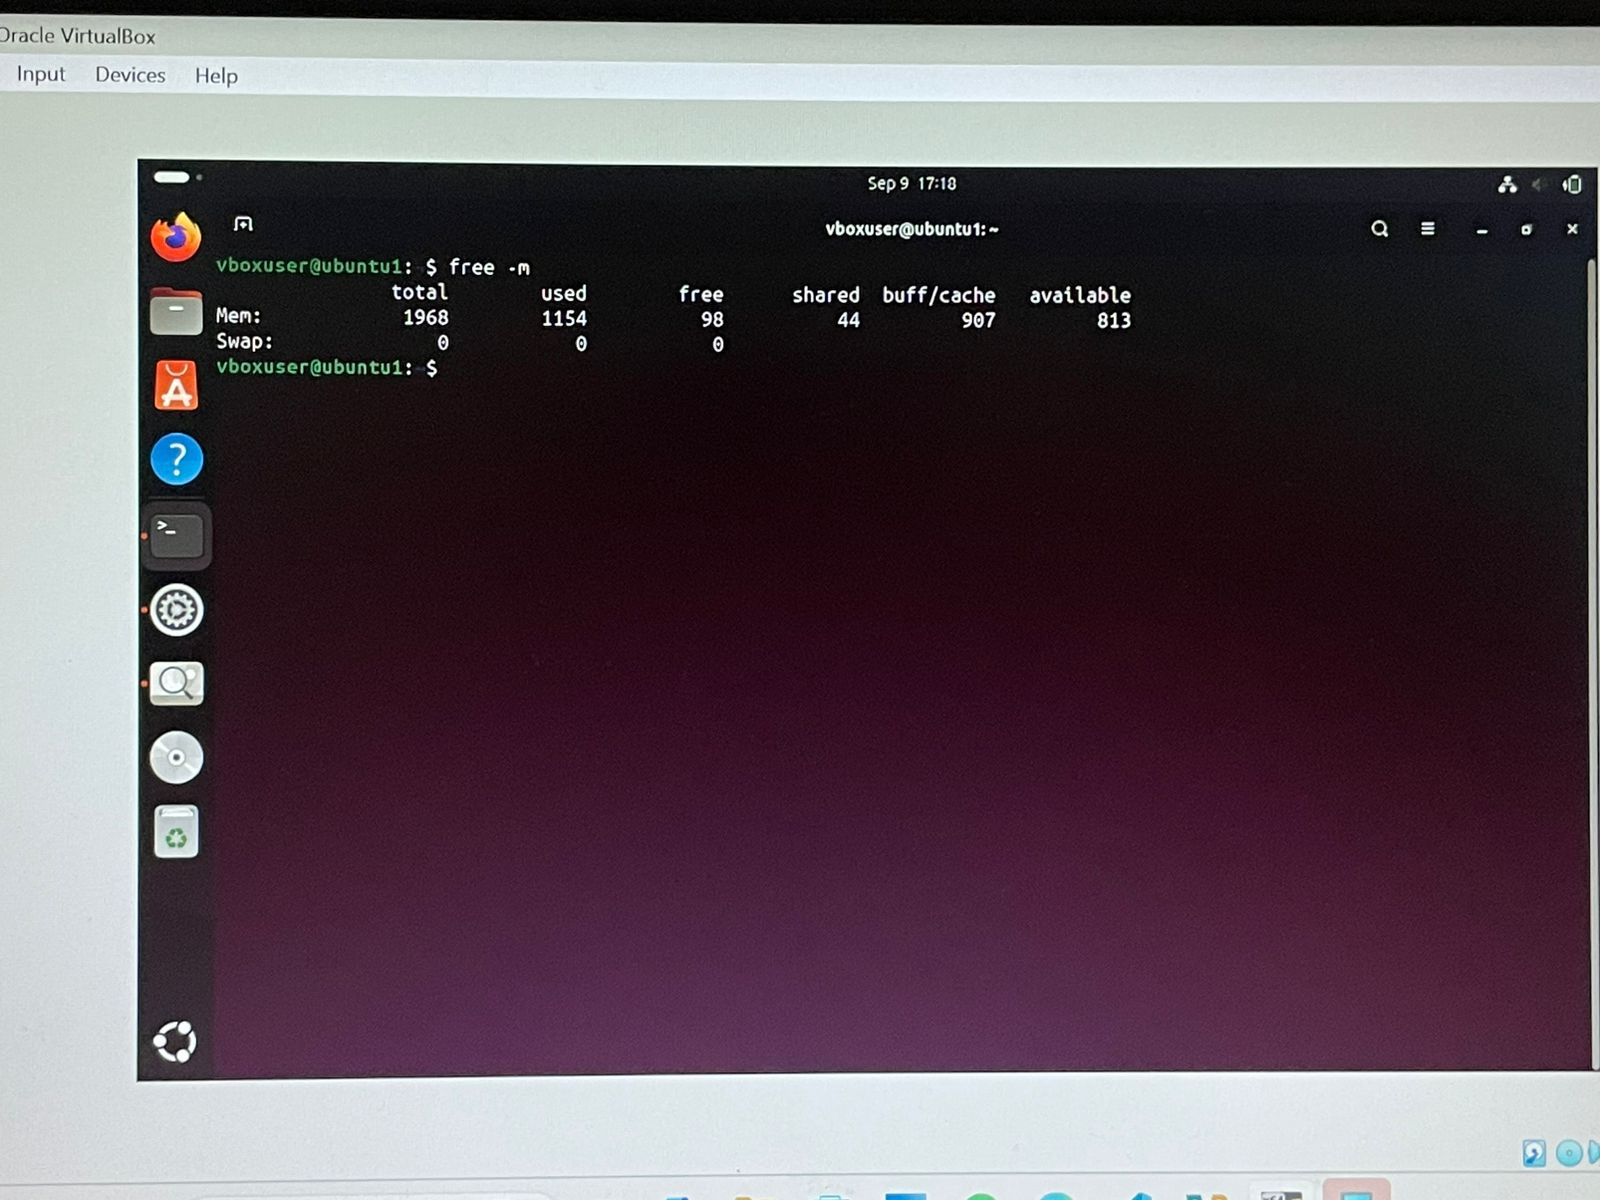 Oracle VirtualBox
Input Devices Help
Sep 9 17:18
vboxuser@ubuntu1: ~
vboxuser@ubuntu1: $ free -m
total used free shared buff/cache available
Mem: 1968 1154 98 44 907 813
Swap: 0 0 0
vboxuser@ubuntu1: $